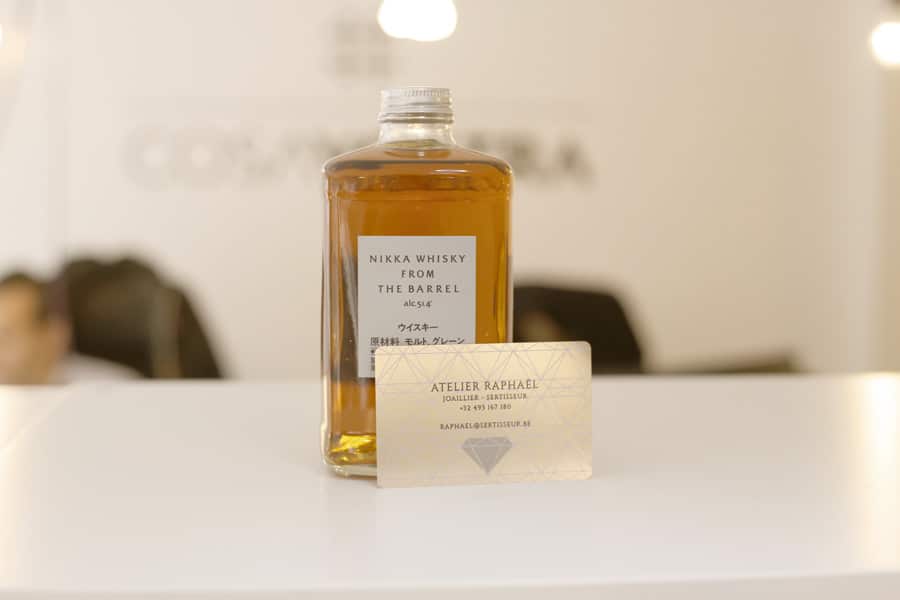 NIKKA WHISKY
FROM
THE BARREL
alc.51.4°
ウイスキー
原材料 モルト、グレーン
ATELIER RAPHAËL
JOAILLIER - SERTISSEUR
+32 493 167 180
RAPHAEL@SERTISSEUR.BE